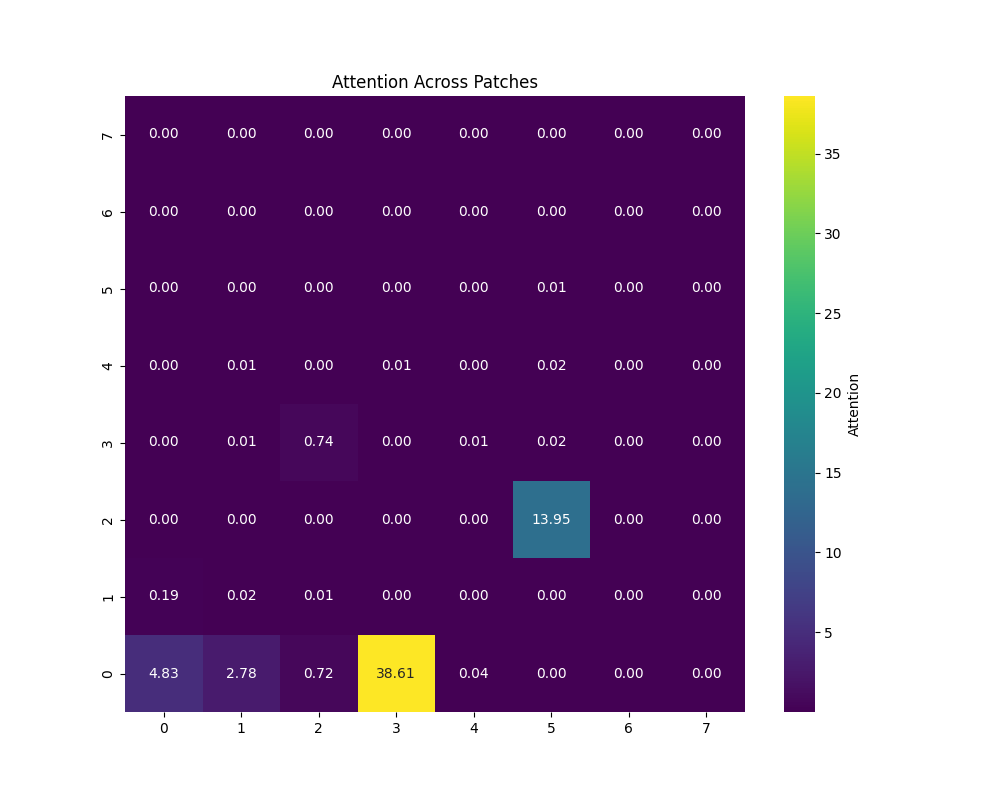 Attention Across Patches
7 0.00 0.00 0.00 0.00 0.00 0.00 0.00 0.00
35
6 0.00 0.00 0.00 0.00 0.00 0.00 0.00 0.00
30
5 0.00 0.00 0.00 0.00 0.00 0.01 0.00 0.00
25
4 0.00 0.01 0.00 0.01 0.00 0.02 0.00 0.00
20
Attention
3 0.00 0.01 0.74 0.00 0.01 0.02 0.00 0.00
15
2 0.00 0.00 0.00 0.00 0.00 13.95 0.00 0.00
10
1 0.19 0.02 0.01 0.00 0.00 0.00 0.00 0.00
5
0 4.83 2.78 0.72 38.61 0.04 0.00 0.00 0.00
0 1 2 3 4 5 6 7